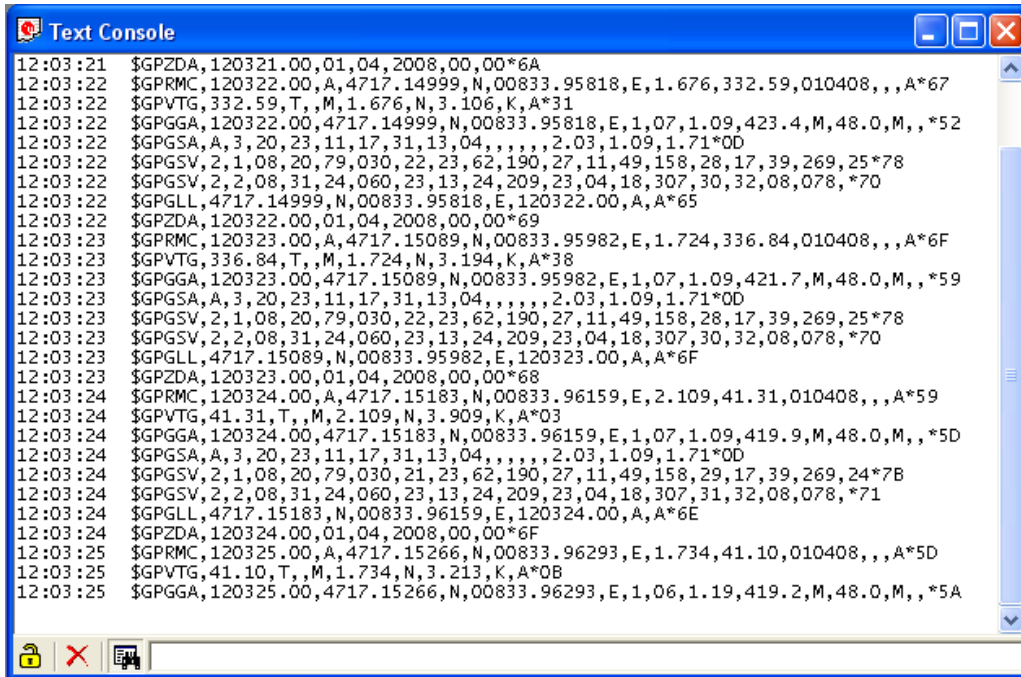 Text Console
12:03:21 $GPZDA,120321.00,01,04,2008,00,00*6A
12:03:22 $GPRMC,120322.00,A,4717.14999,N,00833.95818,E,1.676,332.59,010408,,,A*67
12:03:22 $GPVTG,332.59,T,,M,1.676,N,3.106,K,A*31
12:03:22 $GPGGA,120322.00,4717.14999,N,00833.95818,E,1,07,1.09,423.4,M,48.0,M,,*52
12:03:22 $GPGSA,A,3,20,23,11,17,31,13,04,,,,,,2.03,1.09,1.71*0D
12:03:22 $GPGSV,2,1,08,20,79,030,22,23,62,190,27,11,49,158,28,17,39,269,25*78
12:03:22 $GPGSV,2,2,08,31,24,060,23,13,24,209,23,04,18,307,30,32,08,078,*70
12:03:22 $GPGLL,4717.14999,N,00833.95818,E,120322.00,A,A*65
12:03:22 $GPZDA,120322.00,01,04,2008,00,00*69
12:03:23 $GPRMC,120323.00,A,4717.15089,N,00833.95982,E,1.724,336.84,010408,,,A*6F
12:03:23 $GPVTG,336.84,T,,M,1.724,N,3.194,K,A*38
12:03:23 $GPGGA,120323.00,4717.15089,N,00833.95982,E,1,07,1.09,421.7,M,48.0,M,,*59
12:03:23 $GPGSA,A,3,20,23,11,17,31,13,04,,,,,,2.03,1.09,1.71*0D
12:03:23 $GPGSV,2,1,08,20,79,030,22,23,62,190,27,11,49,158,28,17,39,269,25*78
12:03:23 $GPGSV,2,2,08,31,24,060,23,13,24,209,23,04,18,307,30,32,08,078,*70
12:03:23 $GPGLL,4717.15089,N,00833.95982,E,120323.00,A,A*6F
12:03:23 $GPZDA,120323.00,01,04,2008,00,00*68
12:03:24 $GPRMC,120324.00,A,4717.15183,N,00833.96159,E,2.109,41.31,010408,,,A*59
12:03:24 $GPVTG,41.31,T,,M,2.109,N,3.909,K,A*03
12:03:24 $GPGGA,120324.00,4717.15183,N,00833.96159,E,1,07,1.09,419.9,M,48.0,M,,*5D
12:03:24 $GPGSA,A,3,20,23,11,17,31,13,04,,,,,,2.03,1.09,1.71*0D
12:03:24 $GPGSV,2,1,08,20,79,030,21,23,62,190,27,11,49,158,29,17,39,269,24*7B
12:03:24 $GPGSV,2,2,08,31,24,060,23,13,24,209,23,04,18,307,31,32,08,078,*71
12:03:24 $GPGLL,4717.15183,N,00833.96159,E,120324.00,A,A*6E
12:03:24 $GPZDA,120324.00,01,04,2008,00,00*6F
12:03:25 $GPRMC,120325.00,A,4717.15266,N,00833.96293,E,1.734,41.10,010408,,,A*5D
12:03:25 $GPVTG,41.10,T,,M,1.734,N,3.213,K,A*0B
12:03:25 $GPGGA,120325.00,4717.15266,N,00833.96293,E,1,06,1.19,419.2,M,48.0,M,,*5A